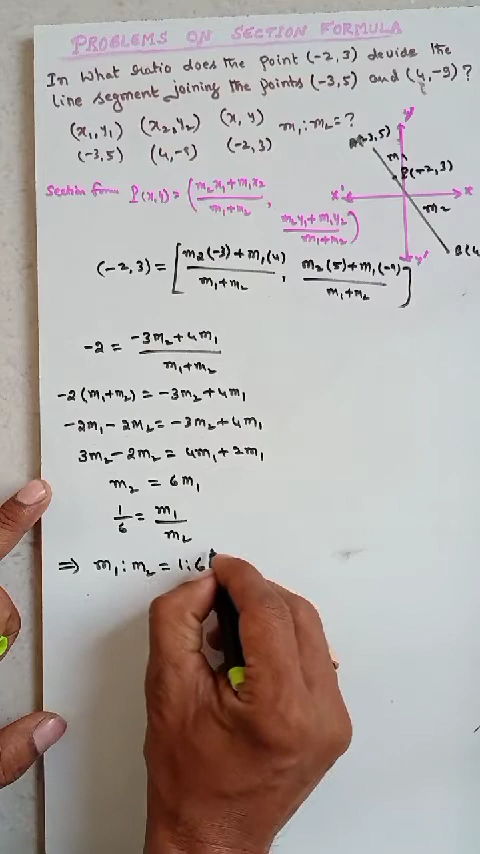 PROBLEMS ON SECTION FORMULA
In what ratio does the point (-2, 3) devide the
line segment joining the points (-3,5) and (4,-9) ?
(x₁, y₁) (x₂, y₂) (x, y) m₁:m₂ = ?
(-3,5) (4,-9) (-2,3)
A(-3,5)
y'
m₁
P(-2,3)
x' x
m₂
y'
B(4
Section form P(x,y) = (m₂x₁+m₁x₂/m₁+m₂, m₂y₁+m₁y₂/m₁+m₂)
(-2,3) = [m₂(-3)+m₁(4)/m₁+m₂, m₂(5)+m₁(-9)/m₁+m₂]
-2 = -3m₂+4m₁/m₁+m₂
-2(m₁+m₂) = -3m₂+4m₁
-2m₁-2m₂ = -3m₂+4m₁
3m₂-2m₂ = 4m₁+2m₁
m₂ = 6m₁
1/6 = m₁/m₂
⇒ m₁:m₂ = 1:6